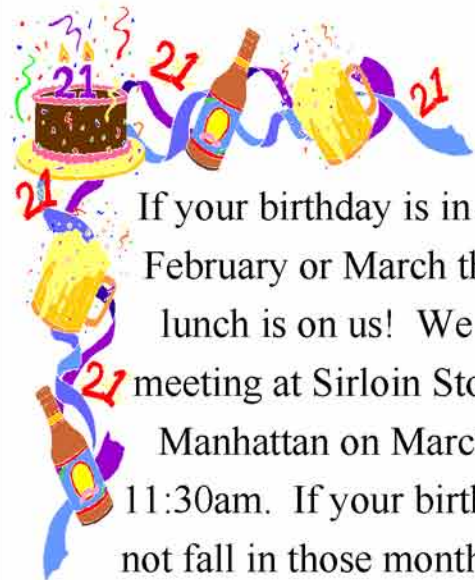 21
21
21
21
If your birthday is in
February or March th
lunch is on us! We
21
meeting at Sirloin Sto
Manhattan on Marc
11:30am. If your birth
not fall in those month